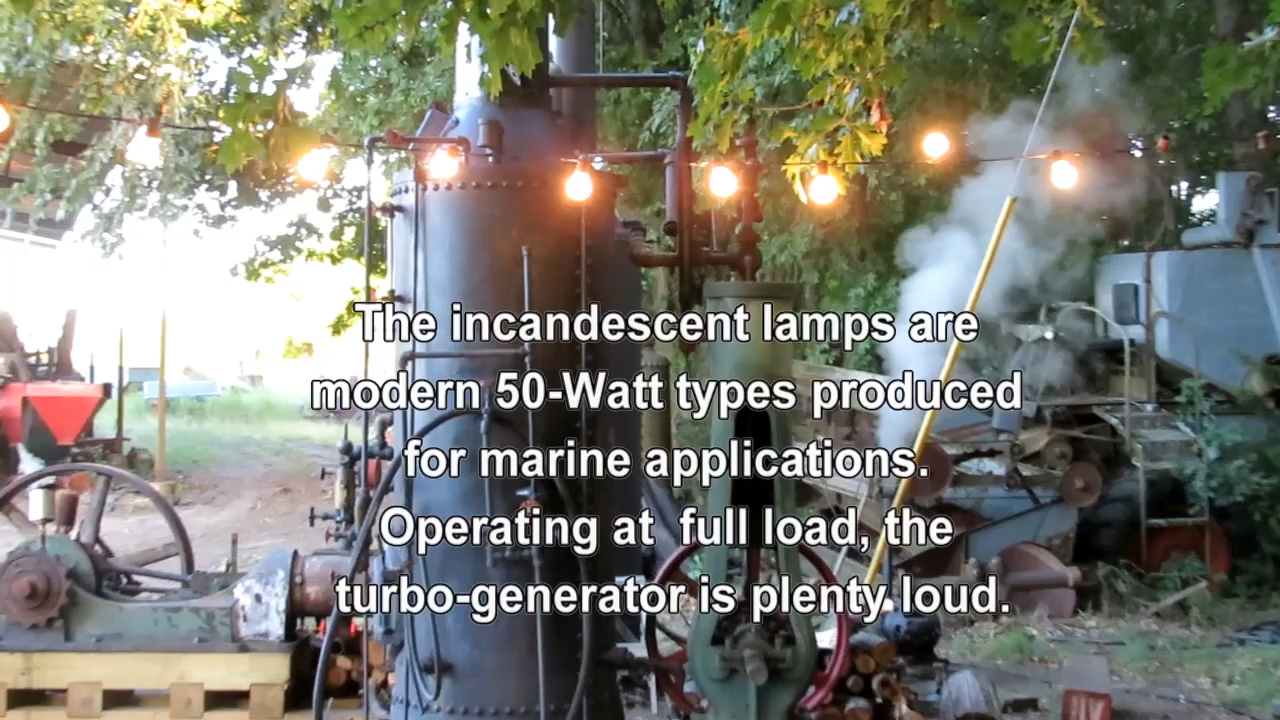 The incandescent lamps are
modern 50-Watt types produced
for marine applications.
Operating at  full load, the
turbo-generator is plenty loud.